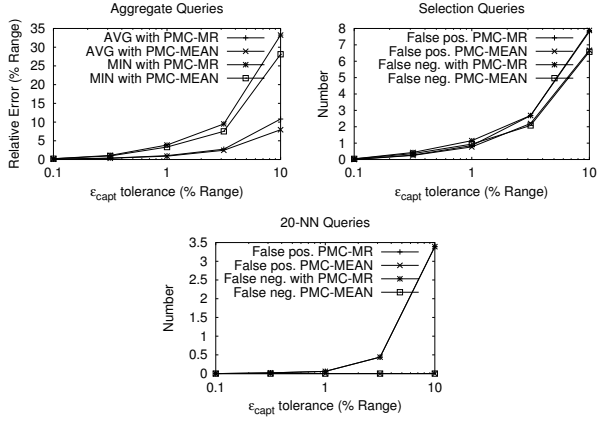 Aggregate Queries
Relative Error (% Range)
35
30
25
20
15
10
5
0
AVG with PMC-MR
AVG with PMC-MEAN
MIN with PMC-MR
MIN with PMC-MEAN
0.1 1 10
εcapt tolerance (% Range)
Selection Queries
Number
8
7
6
5
4
3
2
1
0
False pos. PMC-MR
False pos. PMC-MEAN
False neg. with PMC-MR
False neg. PMC-MEAN
0.1 1 10
εcapt tolerance (% Range)
20-NN Queries
Number
3.5
3
2.5
2
1.5
1
0.5
0
False pos. PMC-MR
False pos. PMC-MEAN
False neg. with PMC-MR
False neg. PMC-MEAN
0.1 1 10
εcapt tolerance (% Range)